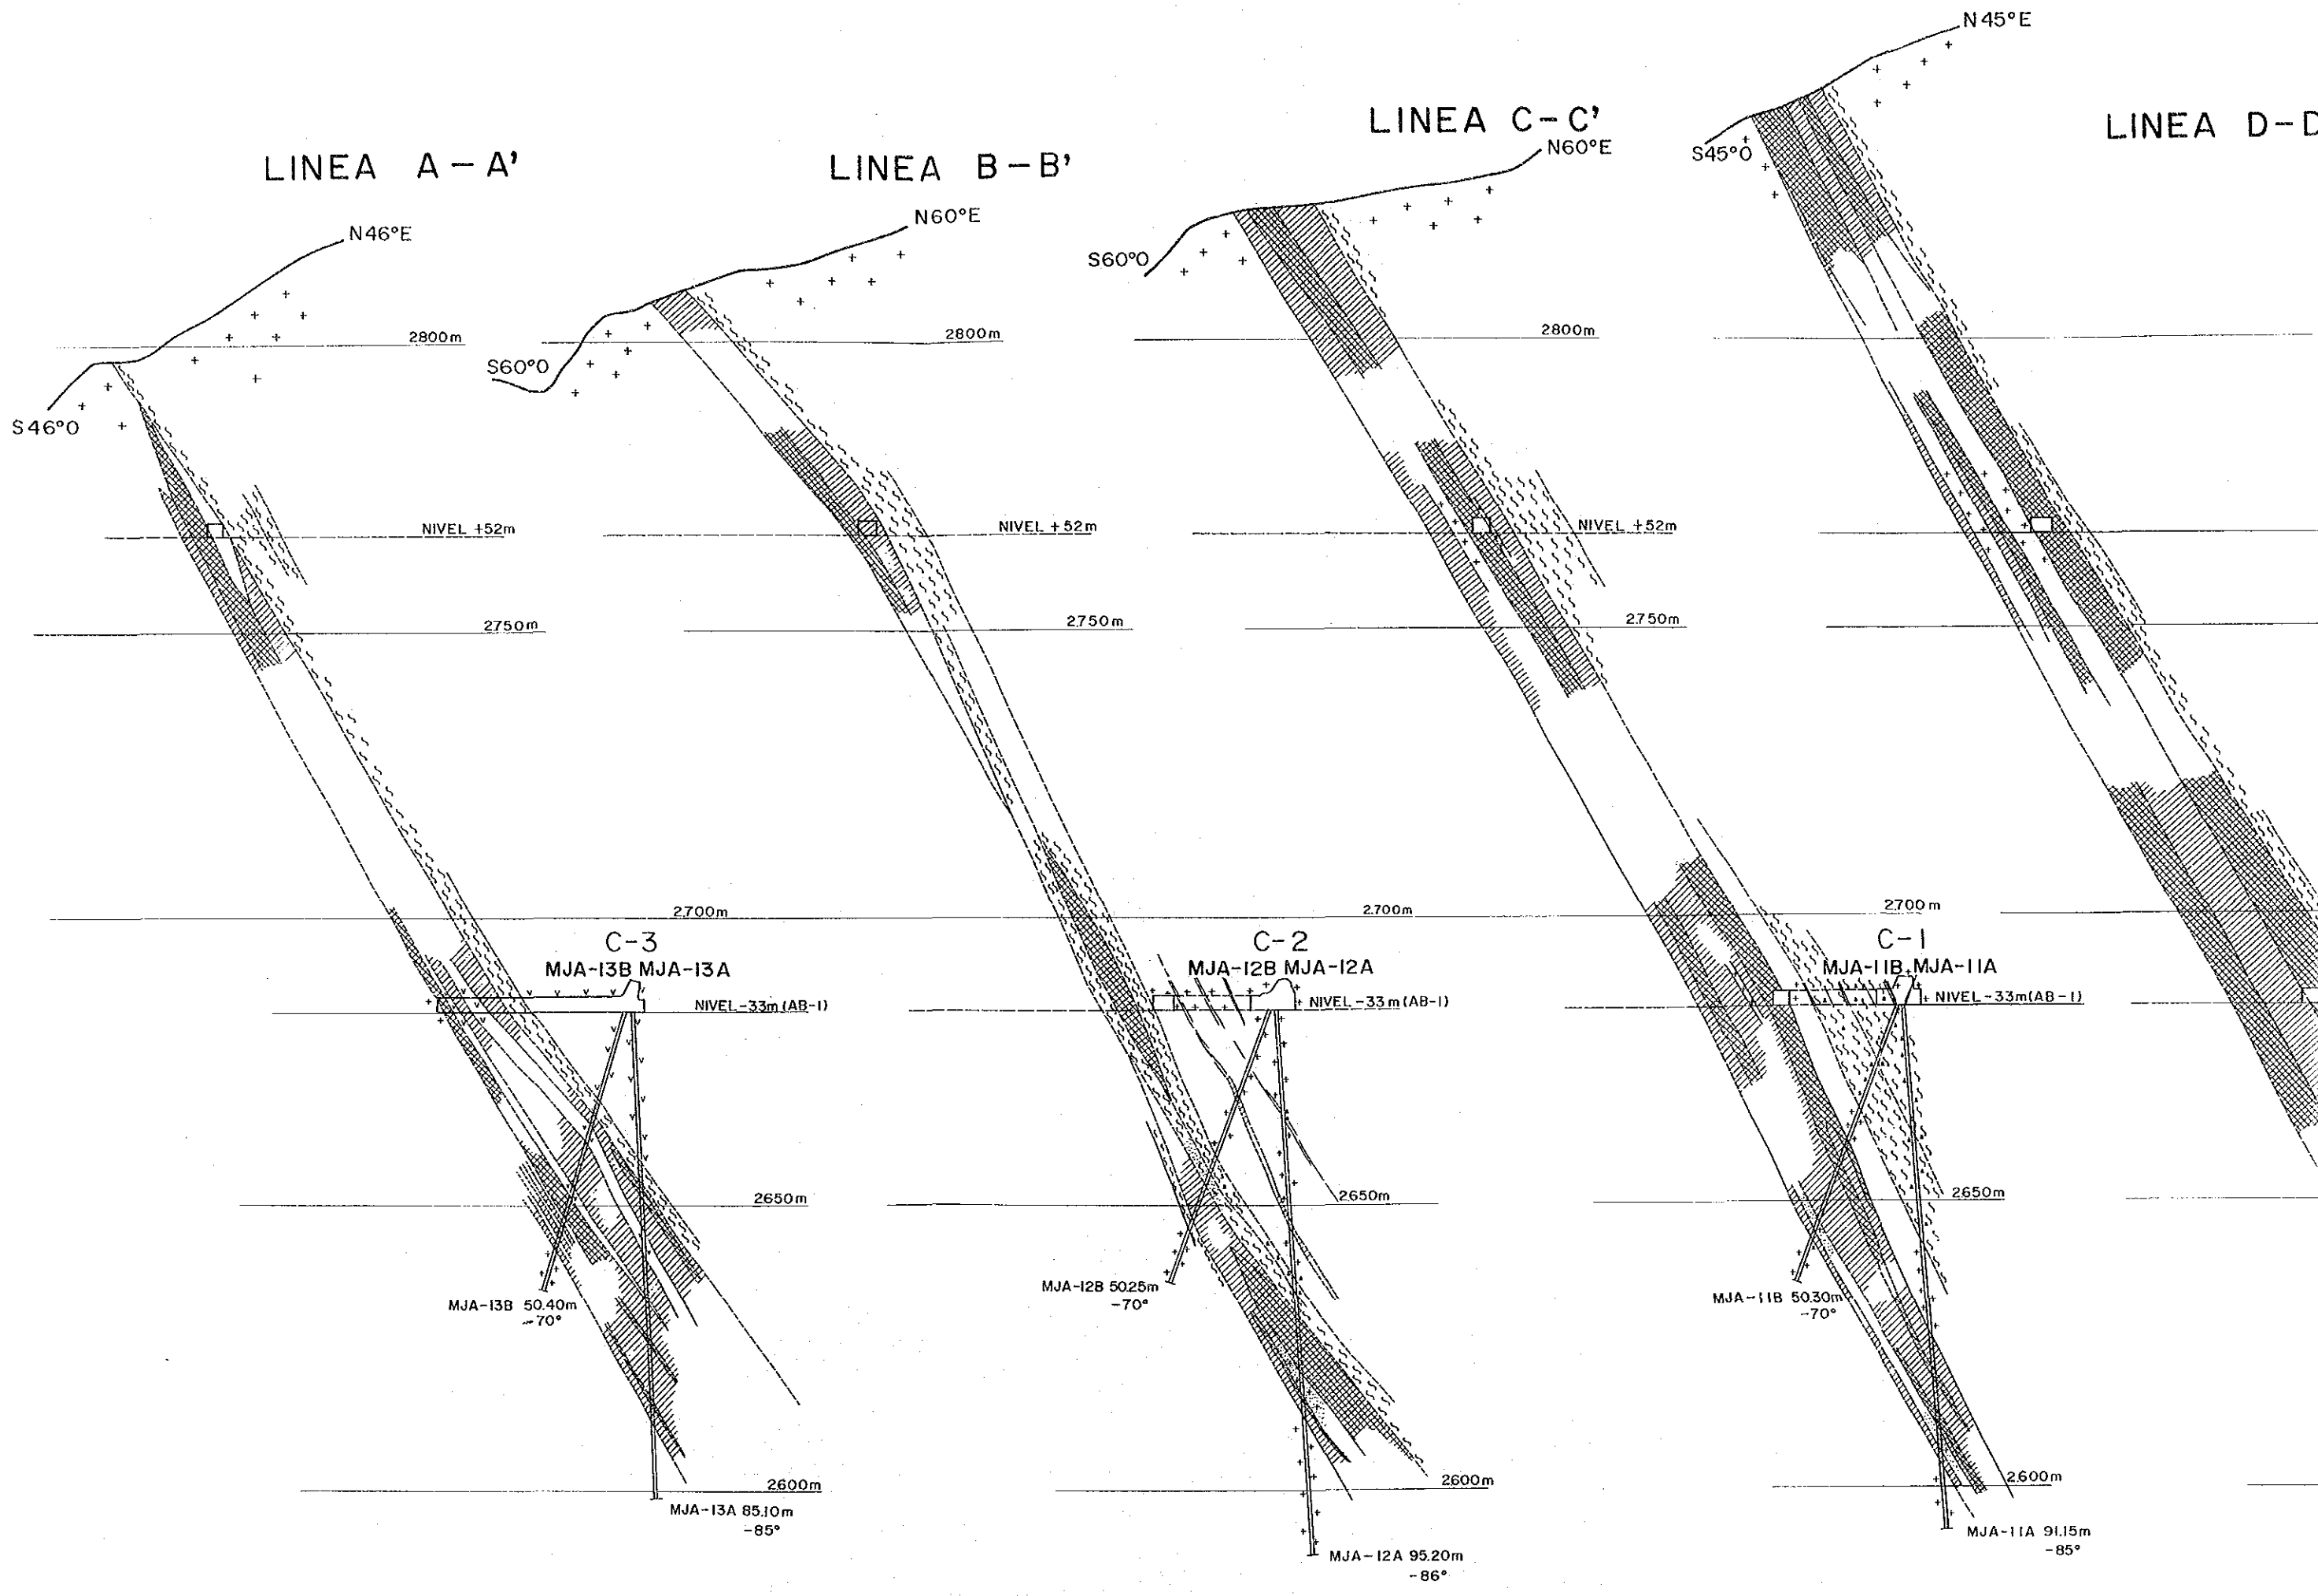 LINEA A-A'
N46°E
2800m
S46°O
NIVEL +52m
2750m
2700m
C-3
MJA-13B MJA-13A
NIVEL-33m(AB-1)
2650m
MJA-13B 50.40m
-70°
2600m
MJA-13A 85.10m
-85°
LINEA B-B'
N60°E
2800m
S60°O
NIVEL +52m
2750m
2700m
C-2
MJA-12B MJA-12A
NIVEL-33m(AB-1)
2650m
MJA-12B 50.25m
-70°
2600m
MJA-12A 95.20m
-86°
LINEA C-C'
N60°E
S60°O
2800m
NIVEL +52m
2750m
2700m
C-1
MJA-11B MJA-11A
NIVEL-33m(AB-1)
2650m
MJA-11B 50.30m
-70°
2600m
MJA-11A 91.15m
-85°
LINEA D-D
N45°E
S45°O